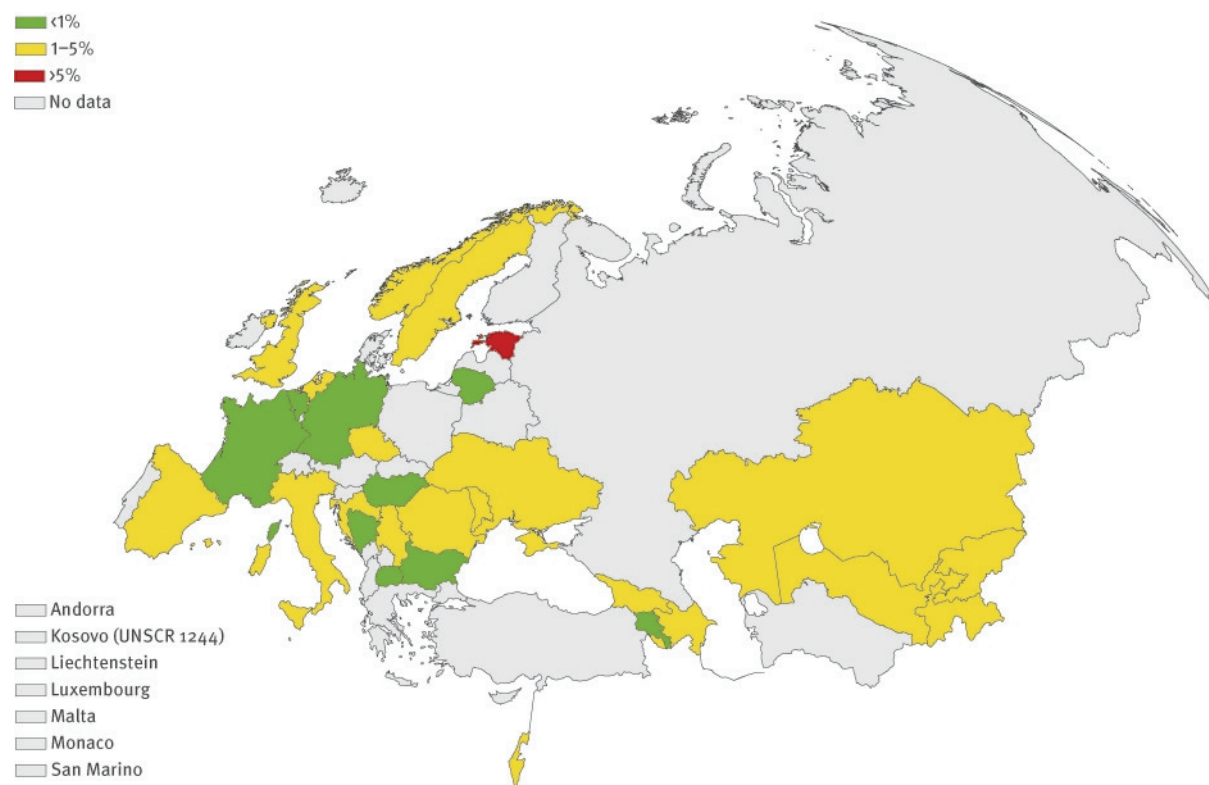 <1%
1–5%
>5%
No data
Andorra
Kosovo (UNSCR 1244)
Liechtenstein
Luxembourg
Malta
Monaco
San Marino